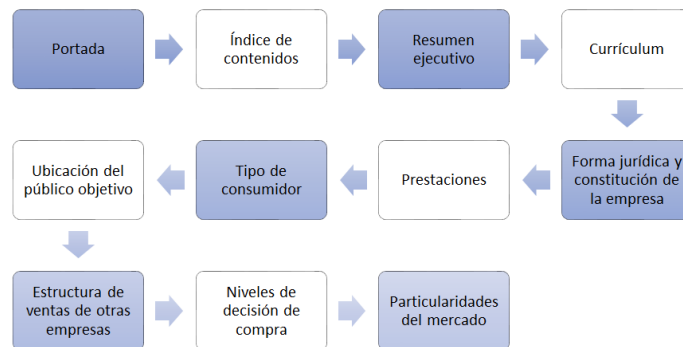 Portada
Índice de
contenidos
Resumen
ejecutivo
Currículum
Forma jurídica y
constitución de
la empresa
Prestaciones
Tipo de
consumidor
Ubicación del
público objetivo
Estructura de
ventas de otras
empresas
Niveles de
decisión de
compra
Particularidades
del mercado